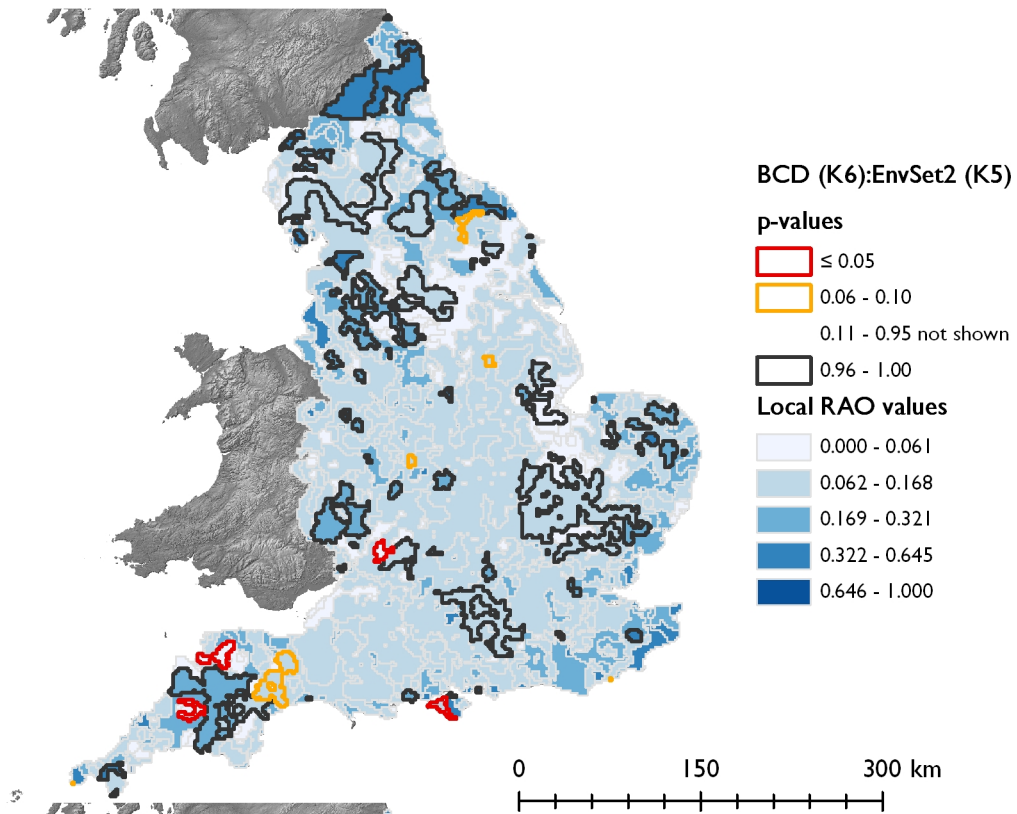 BCD (K6):EnvSet2 (K5)
p-values
≤ 0.05
0.06 - 0.10
0.11 - 0.95 not shown
0.96 - 1.00
Local RAO values
0.000 - 0.061
0.062 - 0.168
0.169 - 0.321
0.322 - 0.645
0.646 - 1.000
0 150 300 km